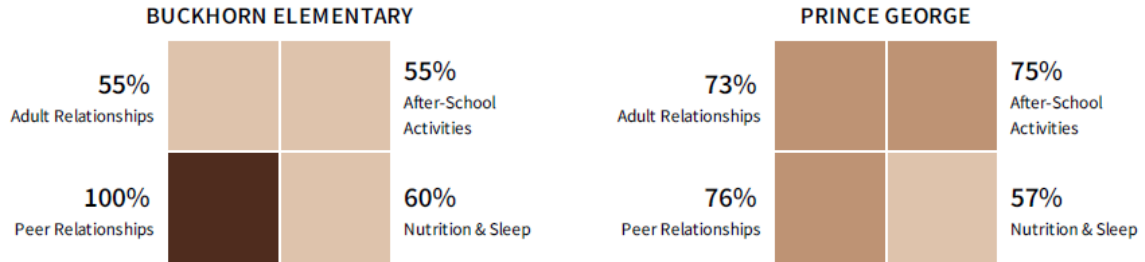 BUCKHORN ELEMENTARY
55%
Adult Relationships
55%
After-School
Activities
100%
Peer Relationships
60%
Nutrition & Sleep
PRINCE GEORGE
73%
Adult Relationships
75%
After-School
Activities
76%
Peer Relationships
57%
Nutrition & Sleep